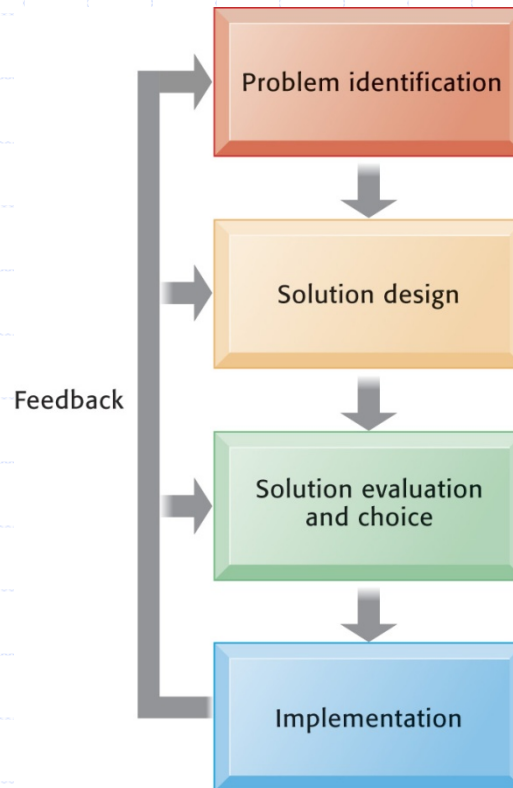 Problem identification
Solution design
Feedback
Solution evaluation
and choice
Implementation